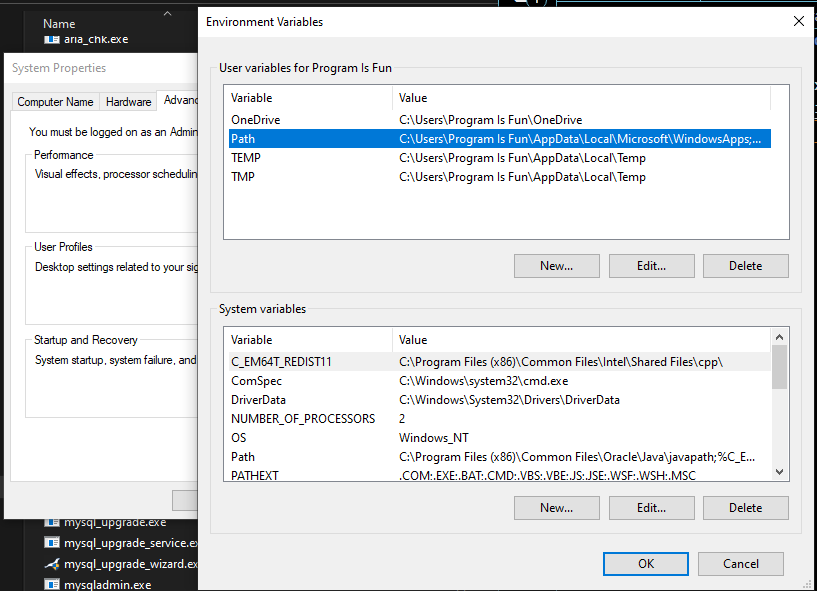 Name
aria_chk.exe
System Properties
Computer Name
Hardware
Advanc
You must be logged on as an Admin
Performance
Visual effects, processor schedulin
User Profiles
Desktop settings related to your sig
Startup and Recovery
System startup, system failure, and
mysql_upgrade.exe
mysql_upgrade_service.ex
mysql_upgrade_wizard.ex
mysqladmin.exe
Environment Variables
User variables for Program Is Fun
Variable Value
OneDrive C:\Users\Program Is Fun\OneDrive
Path C:\Users\Program Is Fun\AppData\Local\Microsoft\WindowsApps;...
TEMP C:\Users\Program Is Fun\AppData\Local\Temp
TMP C:\Users\Program Is Fun\AppData\Local\Temp
New... Edit... Delete
System variables
Variable Value
C_EM64T_REDIST11 C:\Program Files (x86)\Common Files\Intel\Shared Files\cpp\
ComSpec C:\Windows\system32\cmd.exe
DriverData C:\Windows\System32\Drivers\DriverData
NUMBER_OF_PROCESSORS 2
OS Windows_NT
Path C:\Program Files (x86)\Common Files\Oracle\Java\javapath;%C_E...
PATHEXT .COM;.EXE;.BAT;.CMD;.VBS;.VBE;.JS;.JSE;.WSF;.WSH;.MSC
New... Edit... Delete
OK Cancel